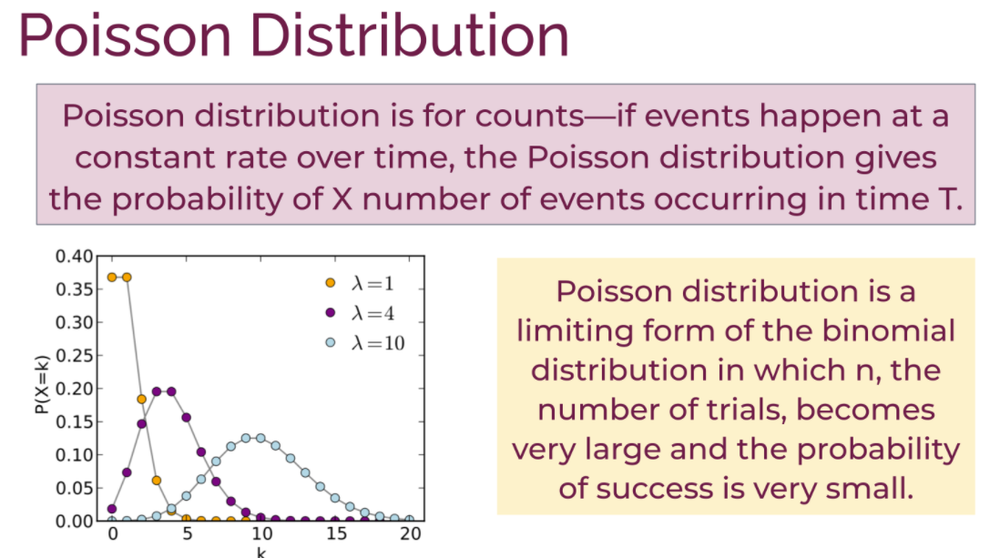 Poisson Distribution
Poisson distribution is for counts—if events happen at a
constant rate over time, the Poisson distribution gives
the probability of X number of events occurring in time T.
0.40
0.35
0.30
0.25
0.20
0.15
0.10
0.05
0.00
P(X=k)
λ=1
λ=4
λ=10
0 5 10 15 20
k
Poisson distribution is a
limiting form of the binomial
distribution in which n, the
number of trials, becomes
very large and the probability
of success is very small.